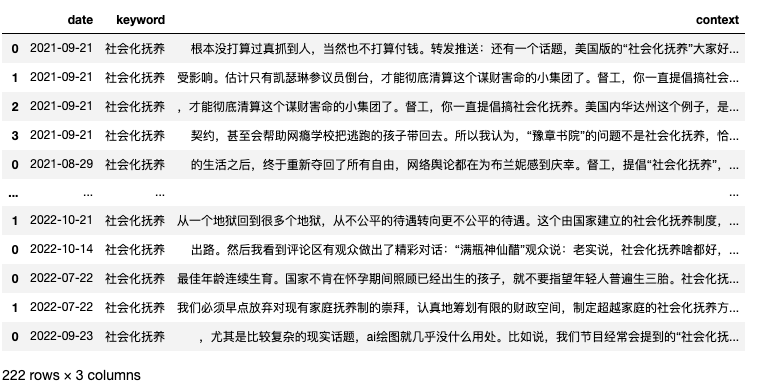 date keyword context
0 2021-09-21 社会化抚养 根本没打算过真抓到人，当然也不打算付钱。转发推送：还有一个话题，美国版的“社会化抚养”大家好...
1 2021-09-21 社会化抚养 受影响。估计只有凯瑟琳参议员倒台，才能彻底清算这个谋财害命的小集团了。督工，你一直提倡搞社会...
2 2021-09-21 社会化抚养 ，才能彻底清算这个谋财害命的小集团了。督工，你一直提倡搞社会化抚养。美国内华达州这个例子，是...
3 2021-09-21 社会化抚养 契约，甚至会帮助网瘾学校把逃跑的孩子带回去。所以我认为，“豫章书院”的问题不是社会化抚养，恰...
0 2021-08-29 社会化抚养 的生活之后，终于重新夺回了所有自由，网络舆论都在为布兰妮感到庆幸。督工，提倡“社会化抚养”，...
... ... ... ...
1 2022-10-21 社会化抚养 从一个地狱回到很多个地狱，从不公平的待遇转向更不公平的待遇。这个由国家建立的社会化抚养制度，...
0 2022-10-14 社会化抚养 出路。然后我看到评论区有观众做出了精彩对话：“满瓶神仙醋”观众说：老实说，社会化抚养啥都好，...
0 2022-07-22 社会化抚养 最佳年龄连续生育。国家不肯在怀孕期间照顾已经出生的孩子，就不要指望年轻人普遍生三胎。社会化抚...
1 2022-07-22 社会化抚养 我们必须早点放弃对现有家庭抚养制的崇拜，认真地筹划有限的财政空间，制定超越家庭的社会化抚养方...
0 2022-09-23 社会化抚养 ，尤其是比较复杂的现实话题，ai绘图就几乎没什么用处。比如说，我们节目经常会提到的“社会化抚...
222 rows × 3 columns